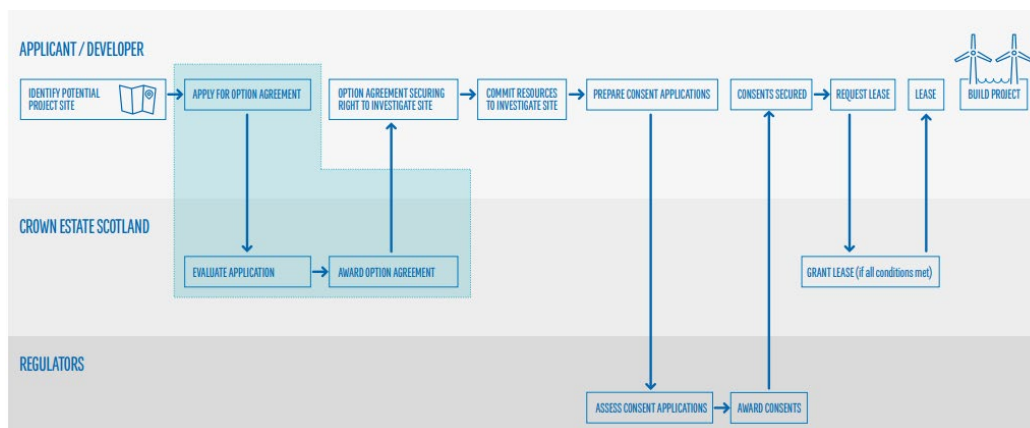 APPLICANT / DEVELOPER
IDENTIFY POTENTIAL
PROJECT SITE
APPLY FOR OPTION AGREEMENT
OPTION AGREEMENT SECURING
RIGHT TO INVESTIGATE SITE
COMMIT RESOURCES
TO INVESTIGATE SITE
PREPARE CONSENT APPLICATIONS
CONSENTS SECURED
REQUEST LEASE
LEASE
BUILD PROJECT
CROWN ESTATE SCOTLAND
EVALUATE APPLICATION
AWARD OPTION AGREEMENT
GRANT LEASE (if all conditions met)
REGULATORS
ASSESS CONSENT APPLICATIONS
AWARD CONSENTS